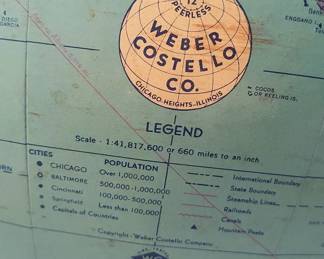 DIEGO
GARCIA
12
PEERLESS
WEBER
COSTELLO
CO.
CHICAGO-HEIGHTS-ILLINOIS
ENGLAND
COCOS
OR KEELING IS.
LEGEND
Scale - 1:41,817,600 or 660 miles to an inch
CITIES
POPULATION
CHICAGO Over 1,000,000
BALTIMORE 500,000-1,000,000
Cincinnati 100,000-500,000
Springfield Less than 100,000
Capitals of Countries
International Boundary
State Boundary
Steamship Lines
Railroads
Canals
Mountain Peaks
Copyright - Weber Costello Company